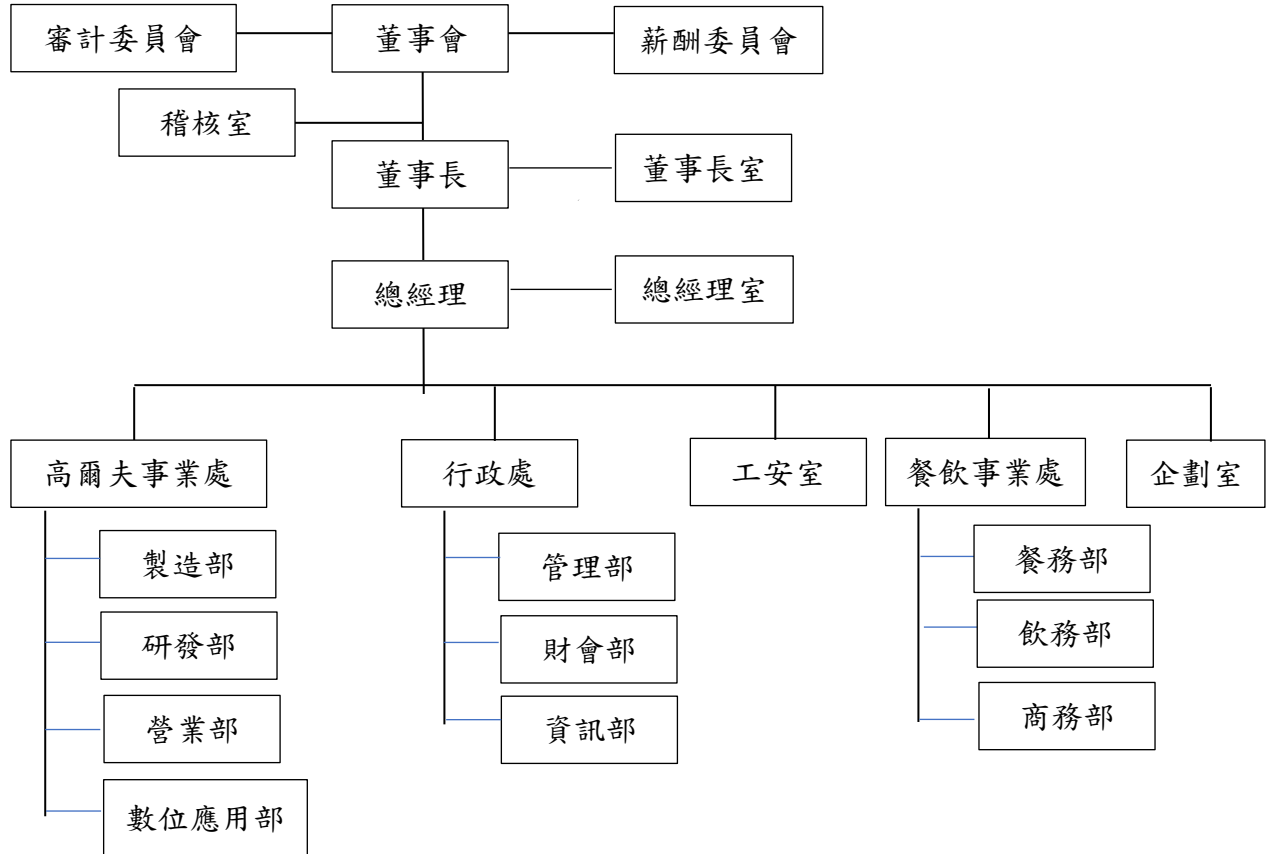 審計委員會
董事會
薪酬委員會
稽核室
董事長
董事長室
總經理
總經理室
高爾夫事業處
行政處
工安室
餐飲事業處
企劃室
製造部
研發部
營業部
數位應用部
管理部
財會部
資訊部
餐務部
飲務部
商務部